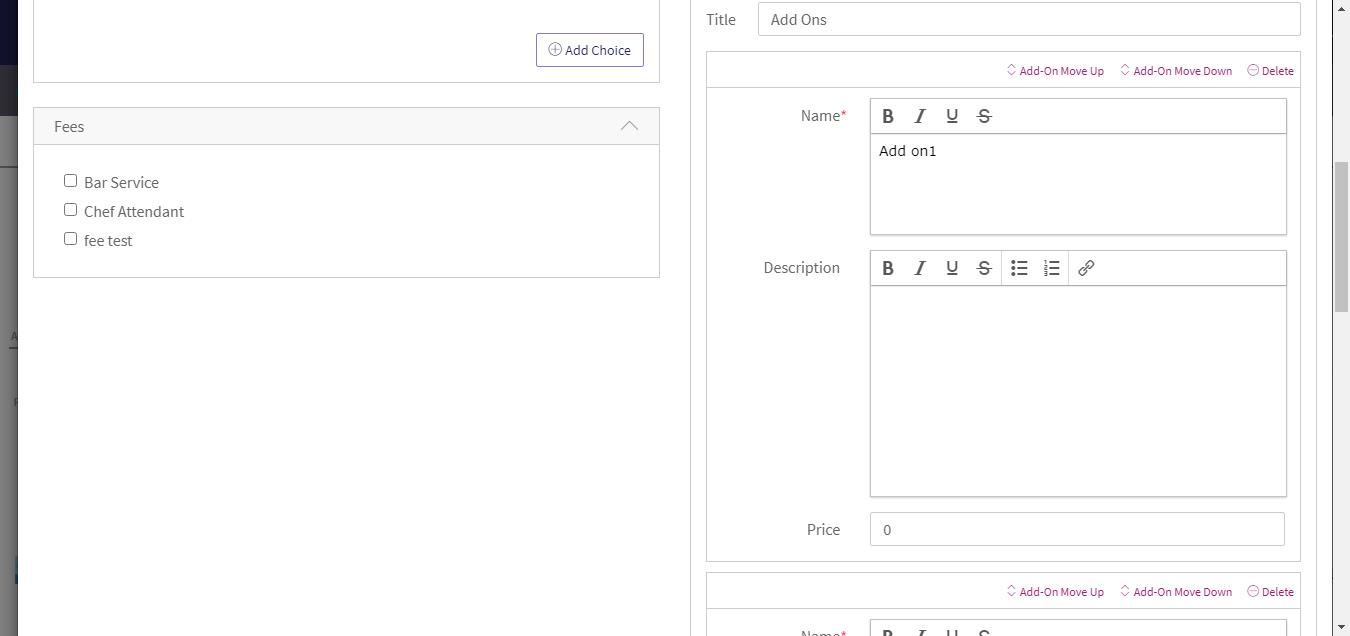 Add Choice
Fees
Bar Service
Chef Attendant
fee test
Title
Add Ons
Add-On Move Up Add-On Move Down Delete
Name*
B I U S
Add on1
Description
B I U S
Price
0
Add-On Move Up Add-On Move Down Delete
Name*
B I U S